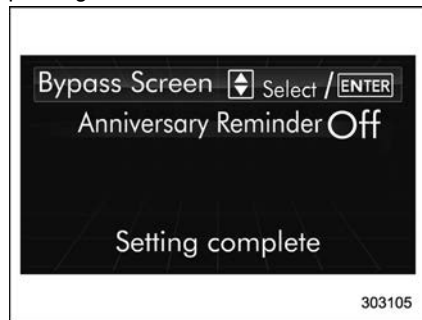 Bypass Screen Select / ENTER
Anniversary Reminder Off
Setting complete
303105